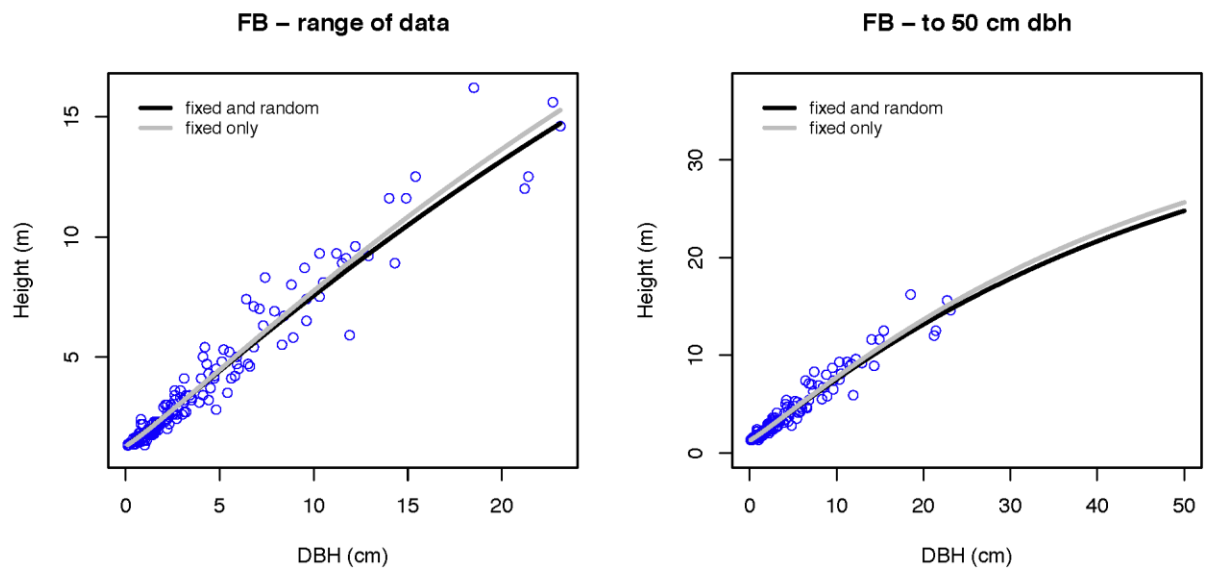 FB – range of data
fixed and random
fixed only
15
10
5
Height (m)
0
5
10
15
20
DBH (cm)
FB – to 50 cm dbh
fixed and random
fixed only
30
20
10
0
Height (m)
0
10
20
30
40
50
DBH (cm)